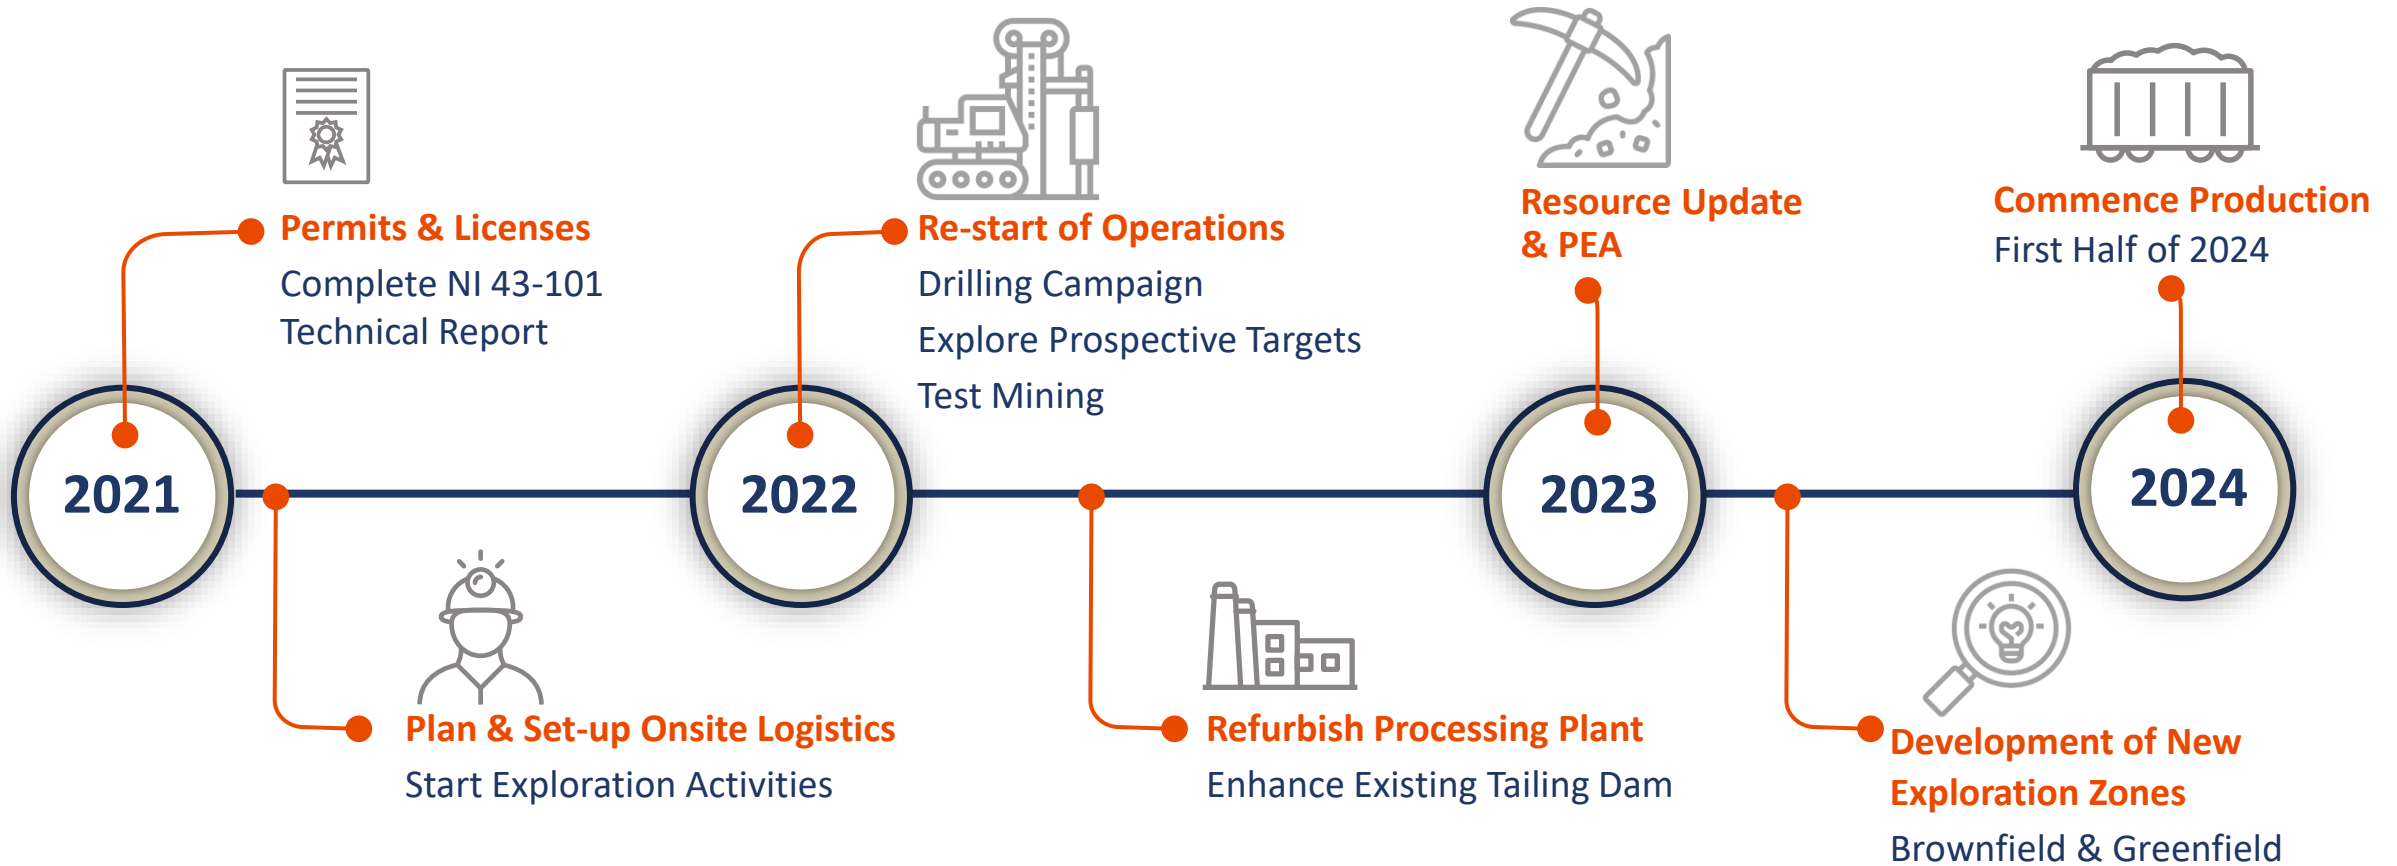 Permits & Licenses
Complete NI 43-101
Technical Report
Re-start of Operations
Drilling Campaign
Explore Prospective Targets
Test Mining
Resource Update
& PEA
Commence Production
First Half of 2024
2021
2022
2023
2024
Plan & Set-up Onsite Logistics
Start Exploration Activities
Refurbish Processing Plant
Enhance Existing Tailing Dam
Development of New
Exploration Zones
Brownfield & Greenfield